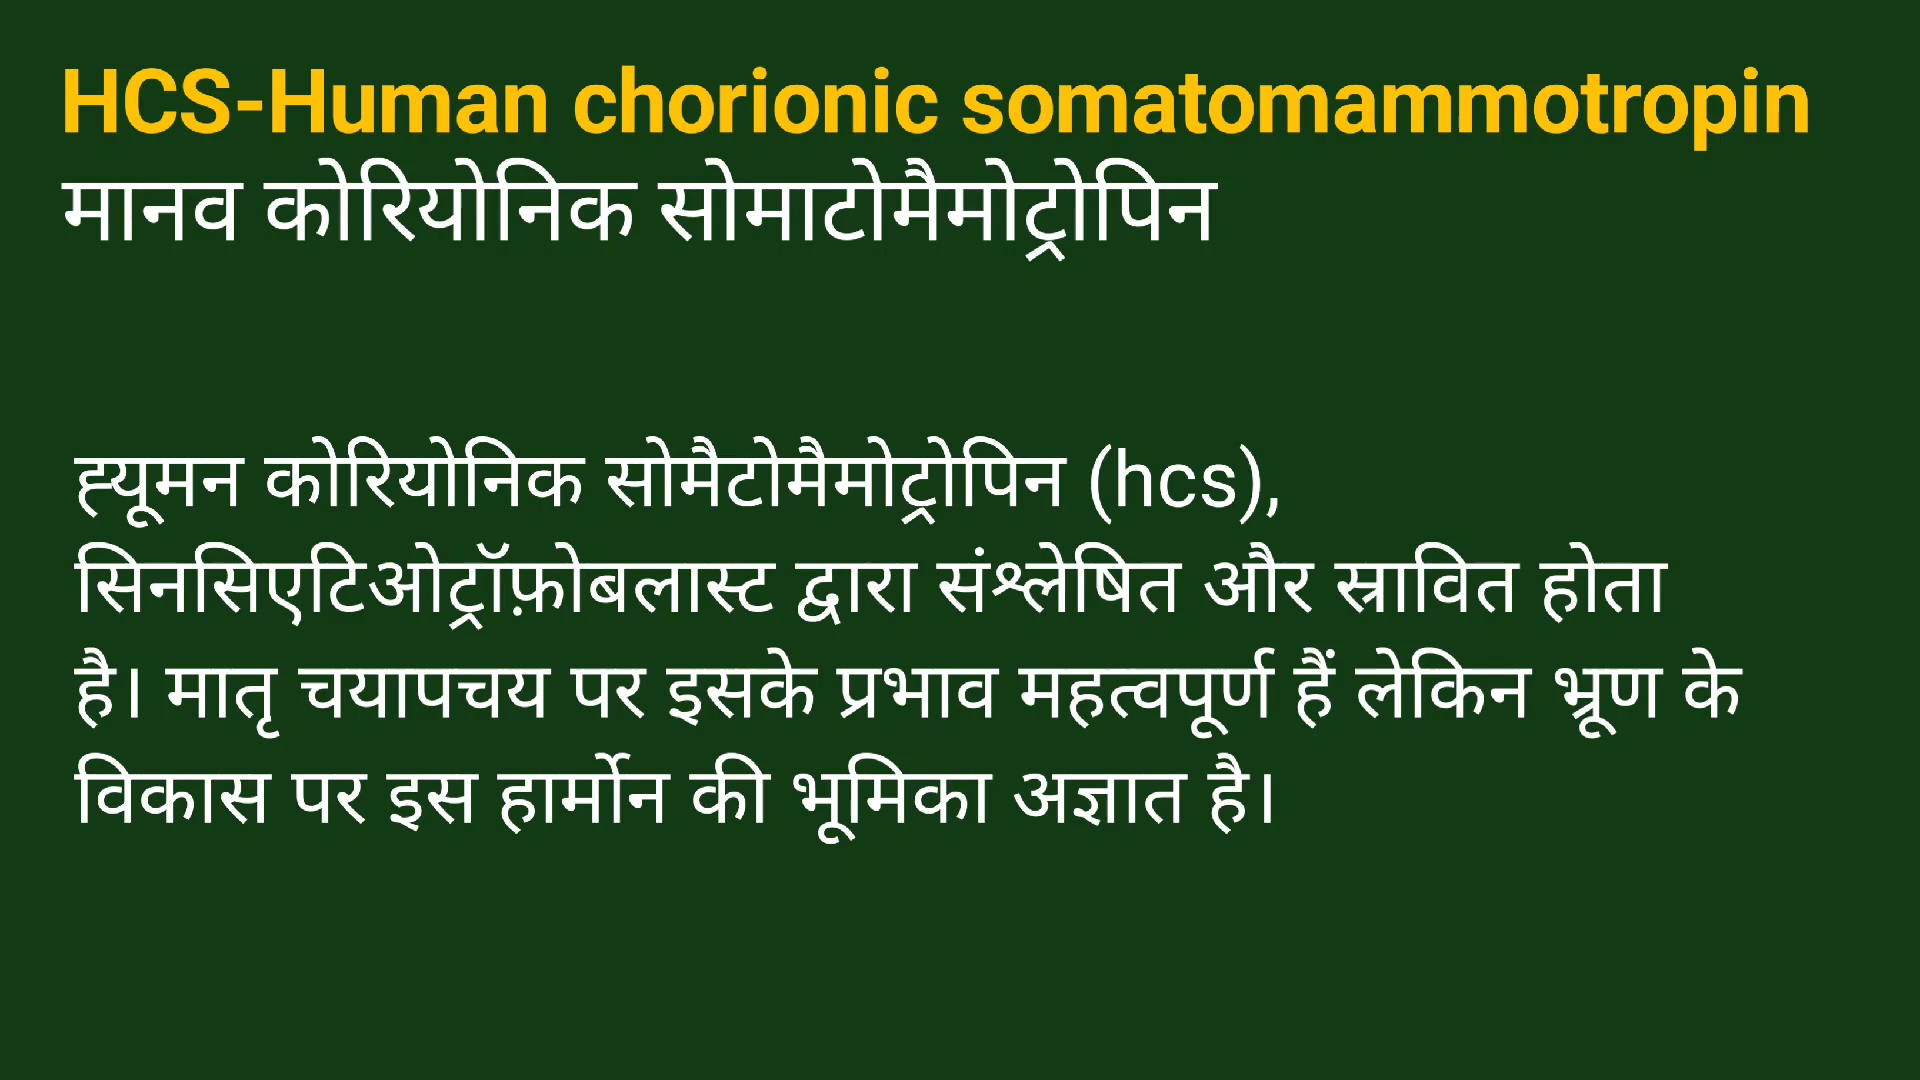 HCS-Human chorionic somatomammotropin
मानव कोरियोनिक सोमाटोमैमोट्रोपिन
ह्यूमन कोरियोनिक सोमैटोमैमोट्रोपिन (hcs),
सिनसिएटिओट्रॉफ़ोबलास्ट द्वारा संश्लेषित और स्रावित होता
है। मातृ चयापचय पर इसके प्रभाव महत्वपूर्ण हैं लेकिन भ्रूण के
विकास पर इस हार्मोन की भूमिका अज्ञात है।